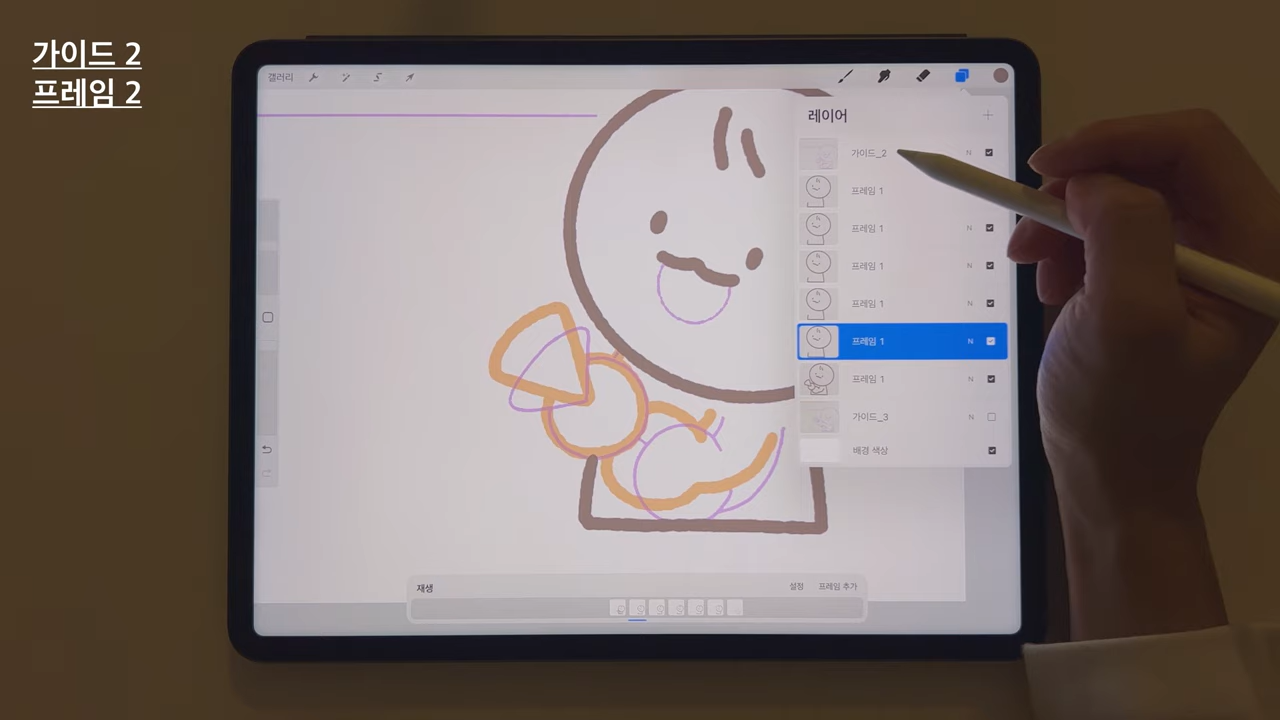 가이드 2
프레임 2
갤러리
레이어
가이드_2 N
프레임 1
프레임 1 N
프레임 1 N
프레임 1 N
프레임 1 N
프레임 1 N
가이드_3 N
배경 색상
재생 설정 프레임 추가